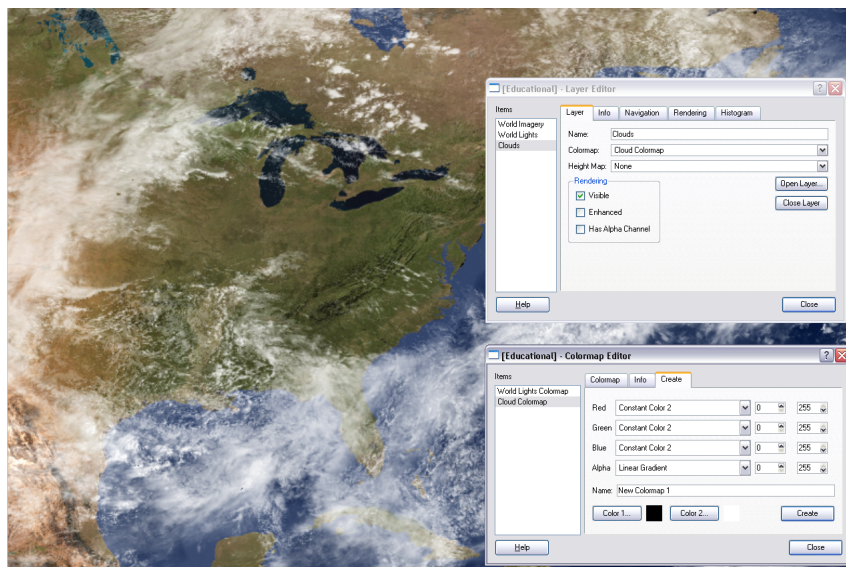 [Educational] - Layer Editor
Items
World Imagery
World Lights
Clouds
Layer Info Navigation Rendering Histogram
Name: Clouds
Colormap: Cloud Colormap
Height Map: None
Rendering
Visible
Enhanced
Has Alpha Channel
Open Layer...
Close Layer
Help
Close
[Educational] - Colormap Editor
Items
World Lights Colormap
Cloud Colormap
Colormap Info Create
Red Constant Color 2 0 255
Green Constant Color 2 0 255
Blue Constant Color 2 0 255
Alpha Linear Gradient 0 255
Name: New Colormap 1
Color 1... Color 2... Create
Help
Close